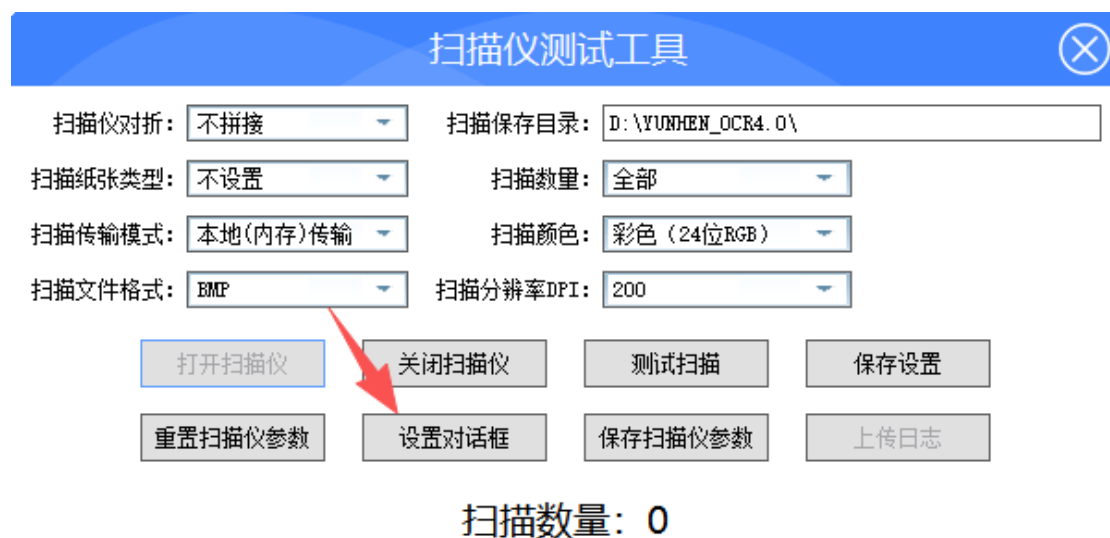 扫描仪测试工具
扫描仪对折： 不拼接 扫描保存目录： D:\YUNHEN_OCR4.0\
扫描纸张类型： 不设置 扫描数量： 全部
扫描传输模式： 本地(内存)传输 扫描颜色： 彩色（24位RGB）
扫描文件格式： BMP 扫描分辨率DPI： 200
打开扫描仪 关闭扫描仪 测试扫描 保存设置
重置扫描仪参数 设置对话框 保存扫描仪参数 上传日志
扫描数量：0